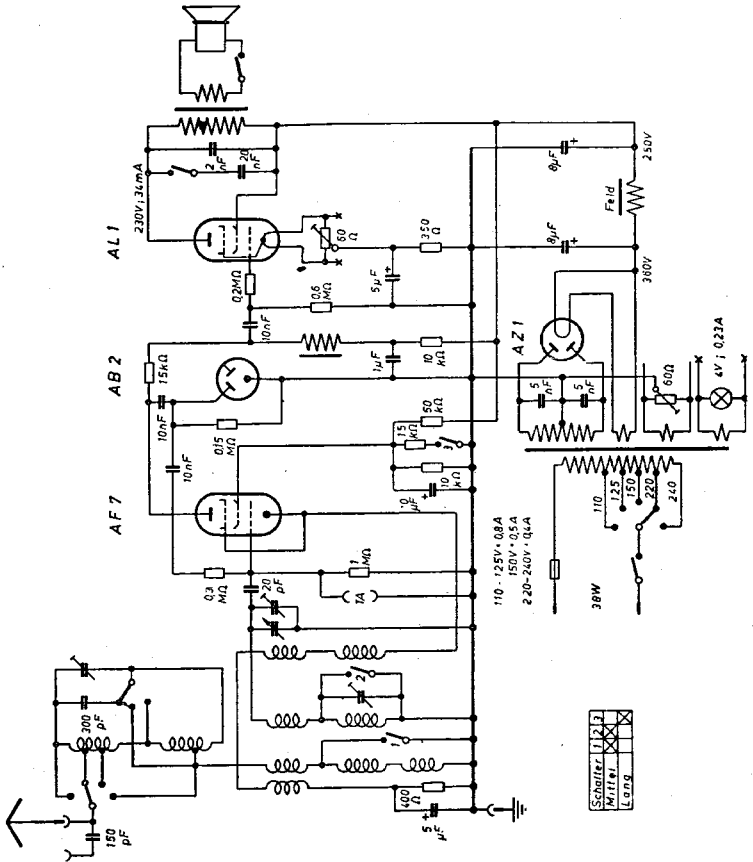 AF7
AB2
AL1
AZ1
150
pF
300
pF
20
pF
0,3
MΩ
10nF
10nF
15kΩ
0,15
MΩ
10nF
0,2MΩ
230V; 34mA
2
nF
20
nF
60
Ω
0,6
MΩ
5µF
+
350
Ω
1µF
10
kΩ
50
kΩ
15
kΩ
3
10
kΩ
10
µF
+
1
MΩ
TA
2
1
400
Ω
5
µF
+
8µF
+
8µF
+
250V
Feld
360V
5
nF
5
nF
60Ω
4V; 0,23A
110
125
150
220
240
110-125V=0,8A
150V=0,5A
220-240V=0,4A
38W
Schalter 1 2 3
Mittel X X
Lang X